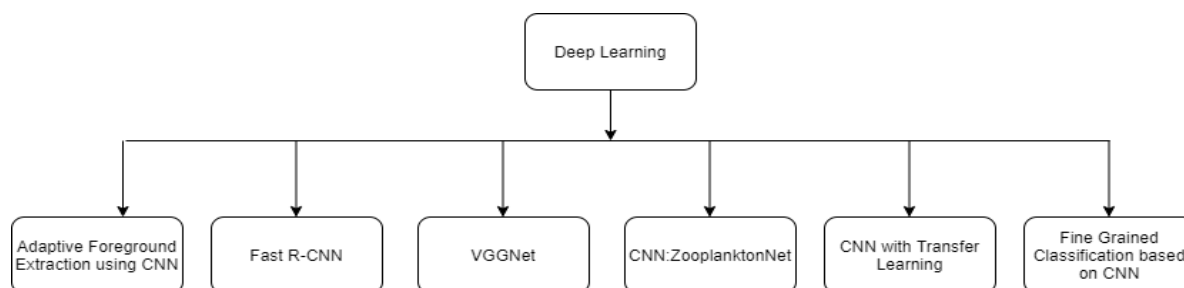 Deep Learning
Adaptive Foreground
Extraction using CNN
Fast R-CNN
VGGNet
CNN:ZooplanktonNet
CNN with Transfer
Learning
Fine Grained
Classification based
on CNN